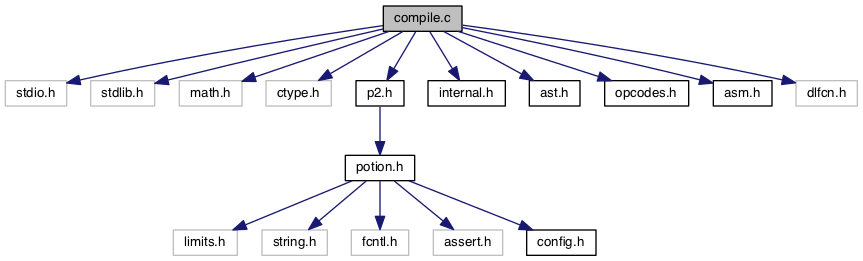 compile.c
stdio.h
stdlib.h
math.h
ctype.h
p2.h
internal.h
ast.h
opcodes.h
asm.h
dlfcn.h
potion.h
limits.h
string.h
fcntl.h
assert.h
config.h